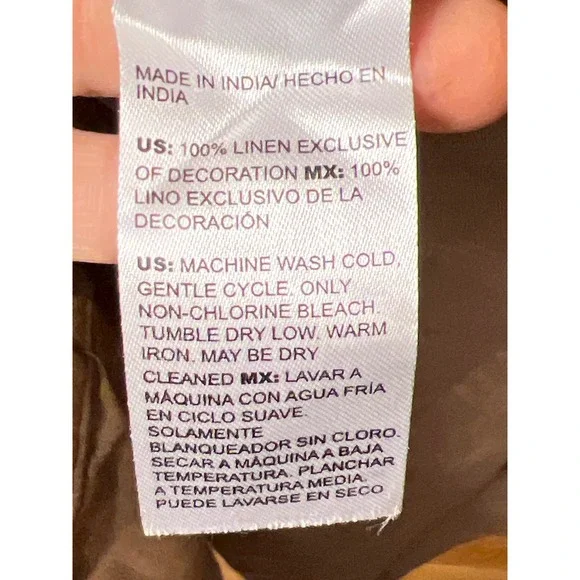 MADE IN INDIA/ HECHO EN
INDIA
US: 100% LINEN EXCLUSIVE
OF DECORATION MX: 100%
LINO EXCLUSIVO DE LA
DECORACIÓN
US: MACHINE WASH COLD,
GENTLE CYCLE, ONLY
NON-CHLORINE BLEACH.
TUMBLE DRY LOW, WARM
IRON, MAY BE DRY
CLEANED MX: LAVAR A
MÁQUINA CON AGUA FRÍA
EN CICLO SUAVE.
SOLAMENTE
BLANQUEADOR SIN CLORO.
SECAR A MÁQUINA A BAJA
TEMPERATURA. PLANCHAR
A TEMPERATURA MEDIA.
PUEDE LAVARSE EN SECO